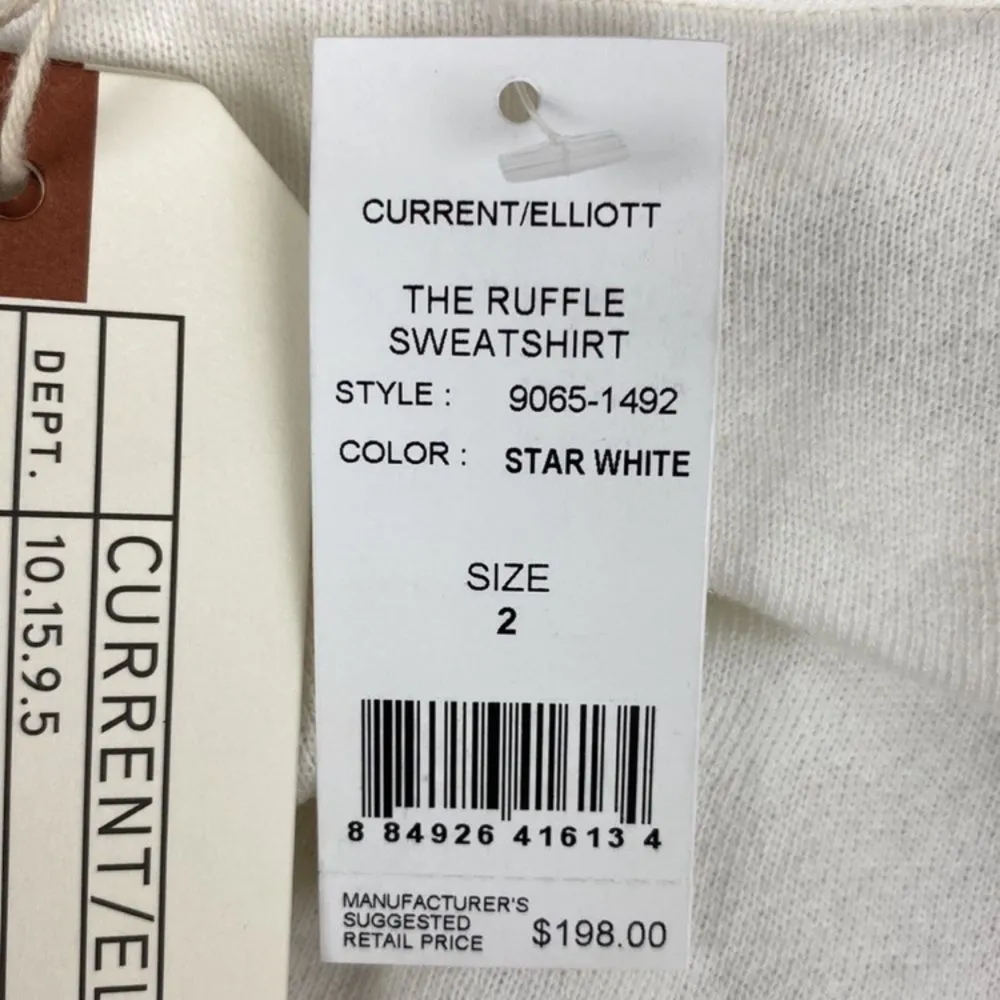 CURRENT/ELLIOTT
THE RUFFLE
SWEATSHIRT
STYLE : 9065-1492
COLOR : STAR WHITE
SIZE
2
8 84926 41613 4
MANUFACTURER'S
SUGGESTED
RETAIL PRICE $198.00
CURRENT/EL
DEPT. 10.15.9.5